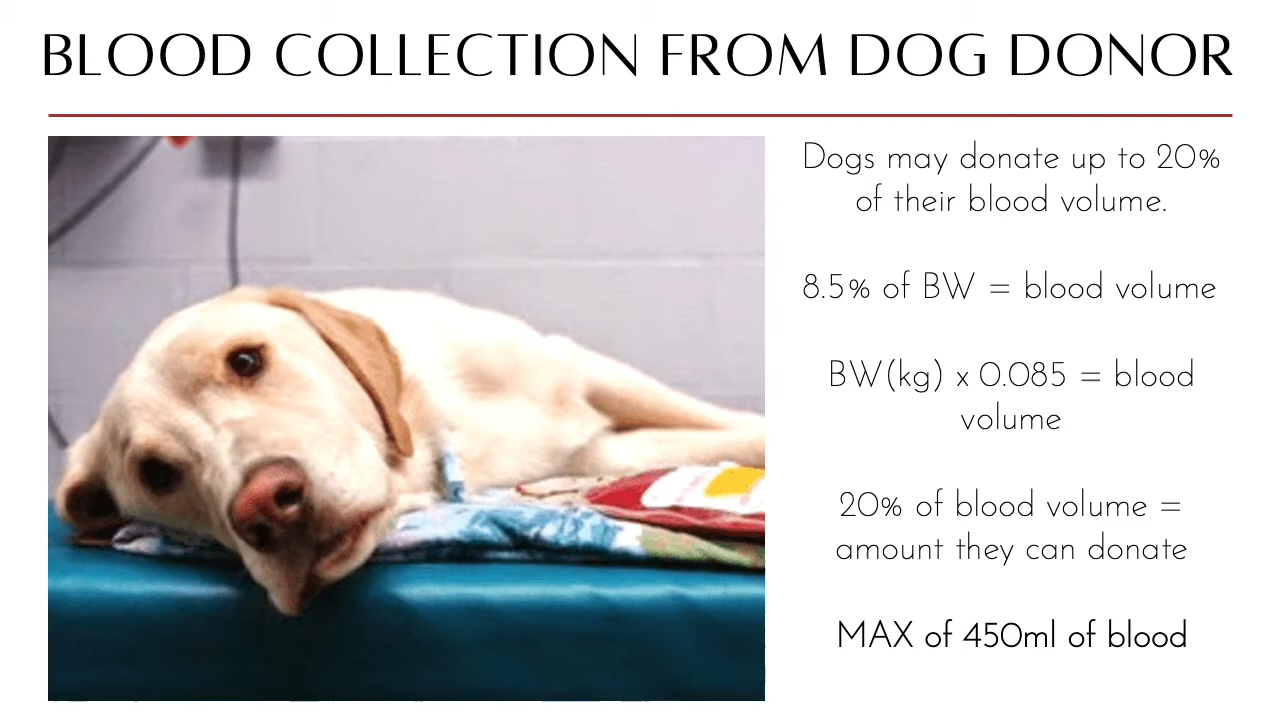 BLOOD COLLECTION FROM DOG DONOR
Dogs may donate up to 20%
of their blood volume.
8.5% of BW = blood volume
BW(kg) x 0.085 = blood
volume
20% of blood volume =
amount they can donate
MAX of 450ml of blood